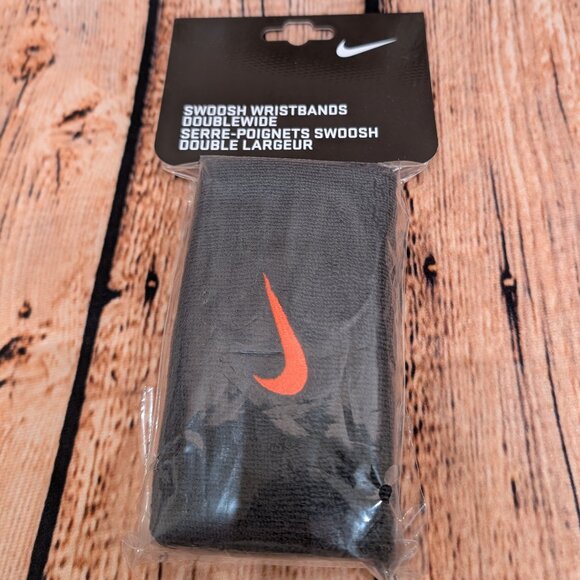 SWOOSH WRISTBANDS
DOUBLEWIDE
SERRE-POIGNETS SWOOSH
DOUBLE LARGEUR